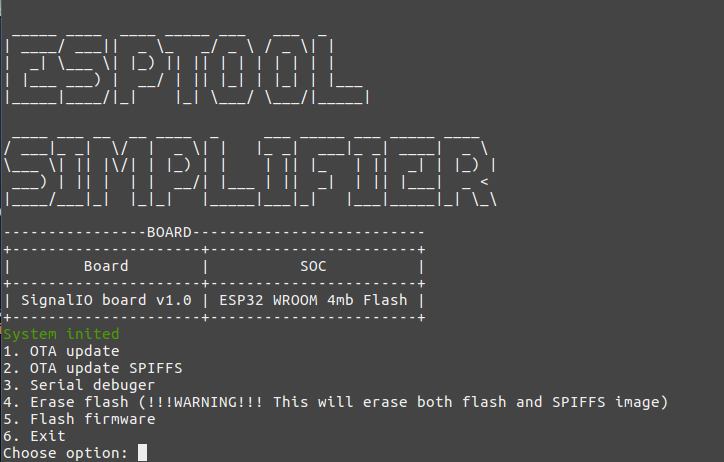 ESPTOOL
SIMPLIFIER
----------------BOARD--------------------------
+------------------------+--------------------------+
| Board | SOC |
+------------------------+--------------------------+
| SignalIO board v1.0 | ESP32 WROOM 4mb Flash |
+------------------------+--------------------------+
System inited
1. OTA update
2. OTA update SPIFFS
3. Serial debuger
4. Erase flash (!!!WARNING!!! This will erase both flash and SPIFFS image)
5. Flash firmware
6. Exit
Choose option: